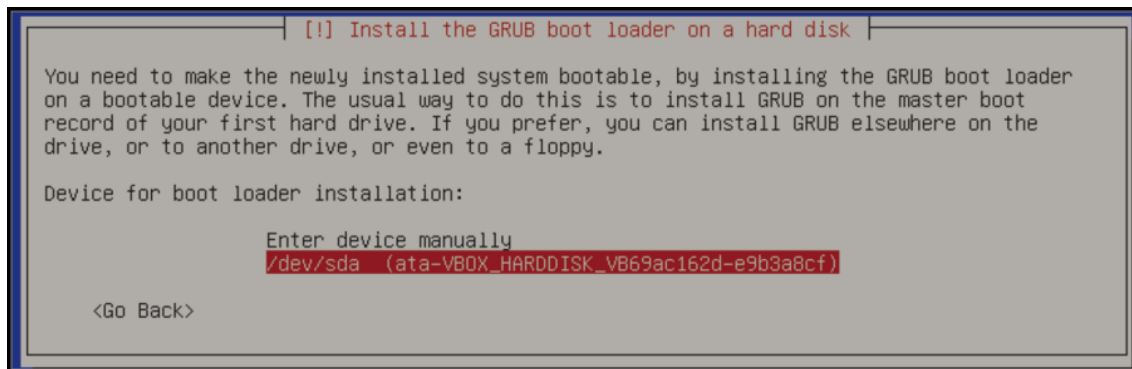 [!] Install the GRUB boot loader on a hard disk
You need to make the newly installed system bootable, by installing the GRUB boot loader
on a bootable device. The usual way to do this is to install GRUB on the master boot
record of your first hard drive. If you prefer, you can install GRUB elsewhere on the
drive, or to another drive, or even to a floppy.
Device for boot loader installation:
Enter device manually
/dev/sda  (ata-VBOX_HARDDISK_VB69ac162d-e9b3a8cf)
<Go Back>